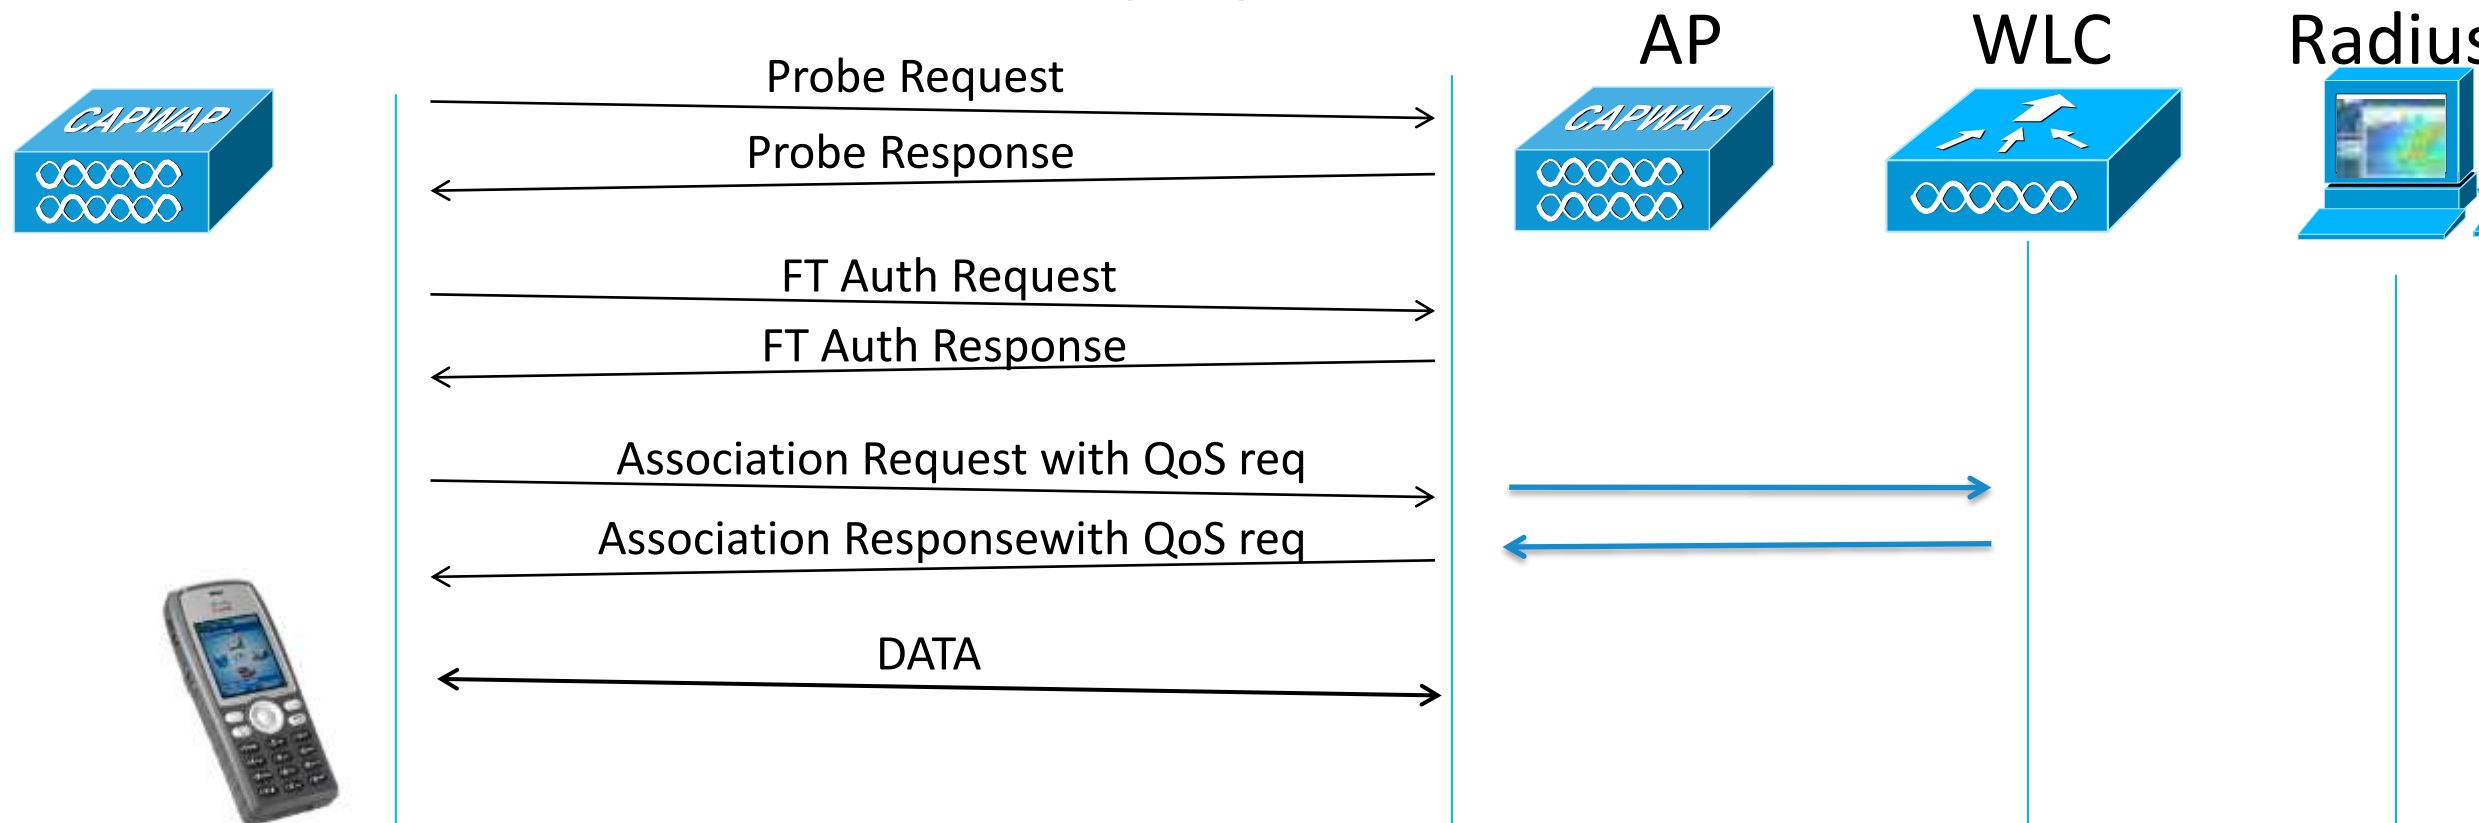 AP
WLC
Radius
Probe Request
CAPWAP
CAPWAP
Probe Response
FT Auth Request
FT Auth Response
Association Request with QoS req
Association Responsewith QoS req
DATA